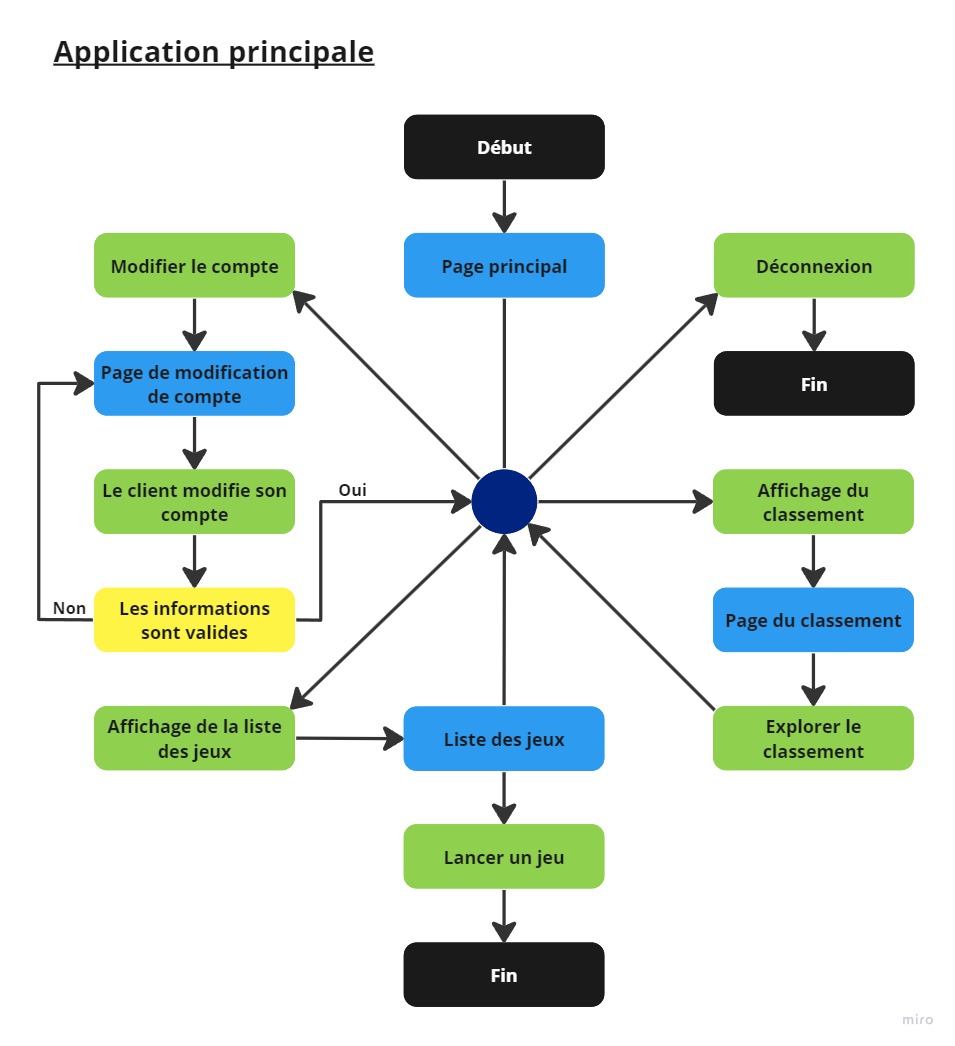 Application principale
Début
Modifier le compte
Page principal
Déconnexion
Page de modification
de compte
Fin
Le client modifie son
compte
Oui
Affichage du
classement
Non
Les informations
sont valides
Page du classement
Affichage de la liste
des jeux
Liste des jeux
Explorer le
classement
Lancer un jeu
Fin
miro